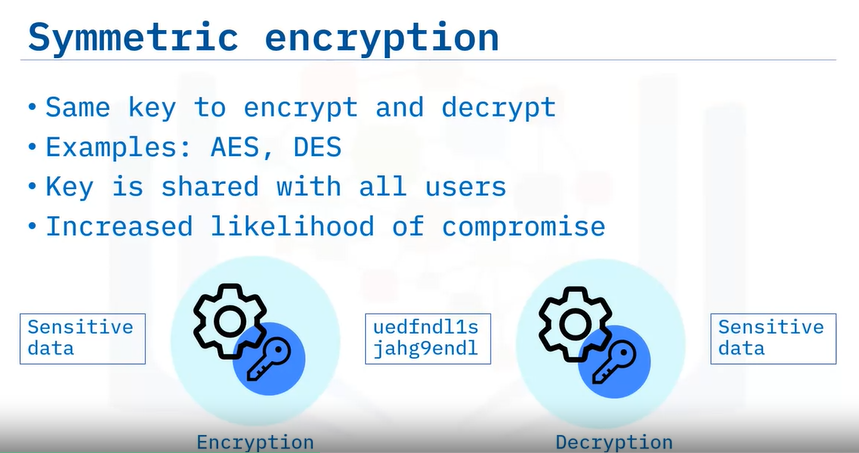 Symmetric encryption
• Same key to encrypt and decrypt
• Examples: AES, DES
• Key is shared with all users
• Increased likelihood of compromise
Sensitive
data
uedfndl1s
jahg9endl
Sensitive
data
Encryption
Decryption